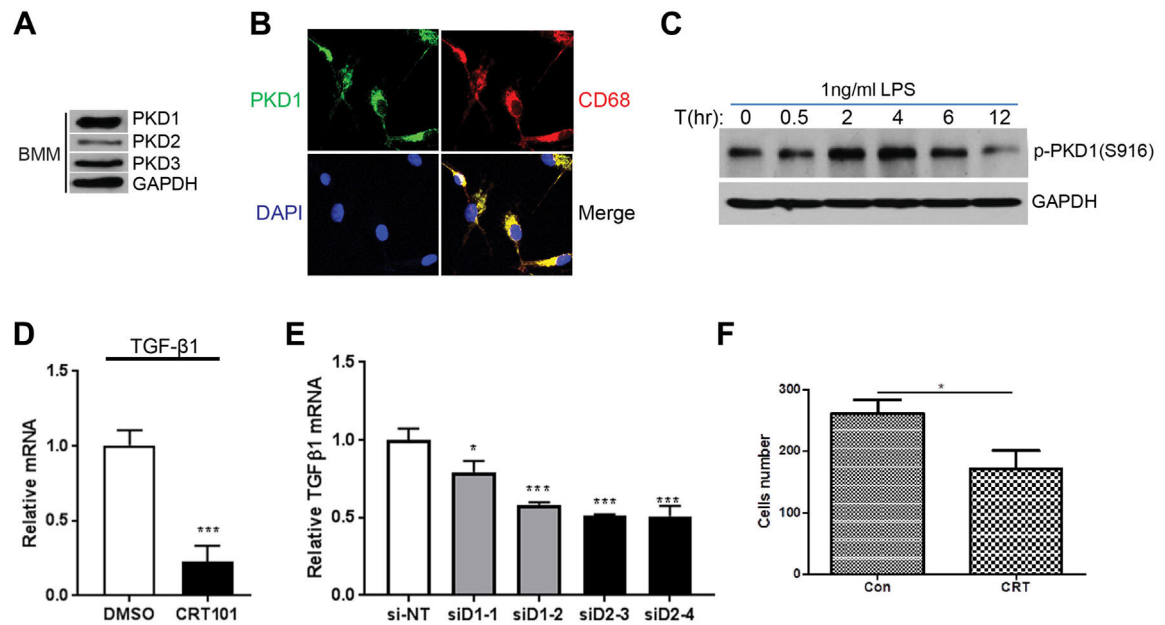 A
BMM
PKD1
PKD2
PKD3
GAPDH
B
PKD1
CD68
DAPI
Merge
C
1ng/ml LPS
T(hr): 0 0.5 2 4 6 12
p-PKD1(S916)
GAPDH
D
TGF-β1
Relative mRNA
1.5
1.0
0.5
0.0
***
DMSO CRT101
E
Relative TGFβ1 mRNA
1.5
1.0
0.5
0.0
*
***
***
***
si-NT siD1-1 siD1-2 siD2-3 siD2-4
F
Cells number
300
200
100
0
*
Con CRT